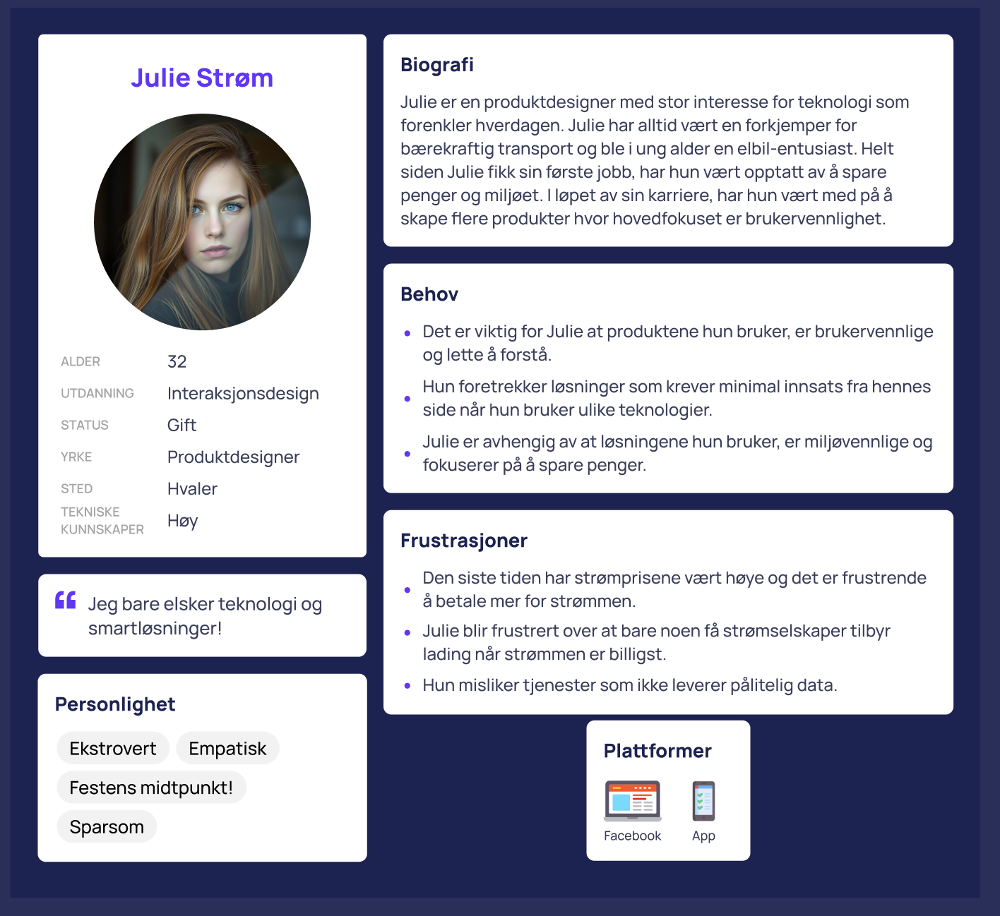 Julie Strøm
ALDER 32
UTDANNING Interaksjonsdesign
STATUS Gift
YRKE Produktdesigner
STED Hvaler
TEKNISKE
KUNNSKAPER Høy
“ Jeg bare elsker teknologi og
smartløsninger!
Personlighet
Ekstrovert Empatisk
Festens midtpunkt!
Sparsom
Biografi
Julie er en produktdesigner med stor interesse for teknologi som
forenkler hverdagen. Julie har alltid vært en forkjemper for
bærekraftig transport og ble i ung alder en elbil-entusiast. Helt
siden Julie fikk sin første jobb, har hun vært opptatt av å spare
penger og miljøet. I løpet av sin karriere, har hun vært med på å
skape flere produkter hvor hovedfokuset er brukervennlighet.
Behov
• Det er viktig for Julie at produktene hun bruker, er brukervennlige
og lette å forstå.
• Hun foretrekker løsninger som krever minimal innsats fra hennes
side når hun bruker ulike teknologier.
• Julie er avhengig av at løsningene hun bruker, er miljøvennlige og
fokuserer på å spare penger.
Frustrasjoner
• Den siste tiden har strømprisene vært høye og det er frustrende
å betale mer for strømmen.
• Julie blir frustrert over at bare noen få strømselskaper tilbyr
lading når strømmen er billigst.
• Hun misliker tjenester som ikke leverer pålitelig data.
Plattformer
Facebook App